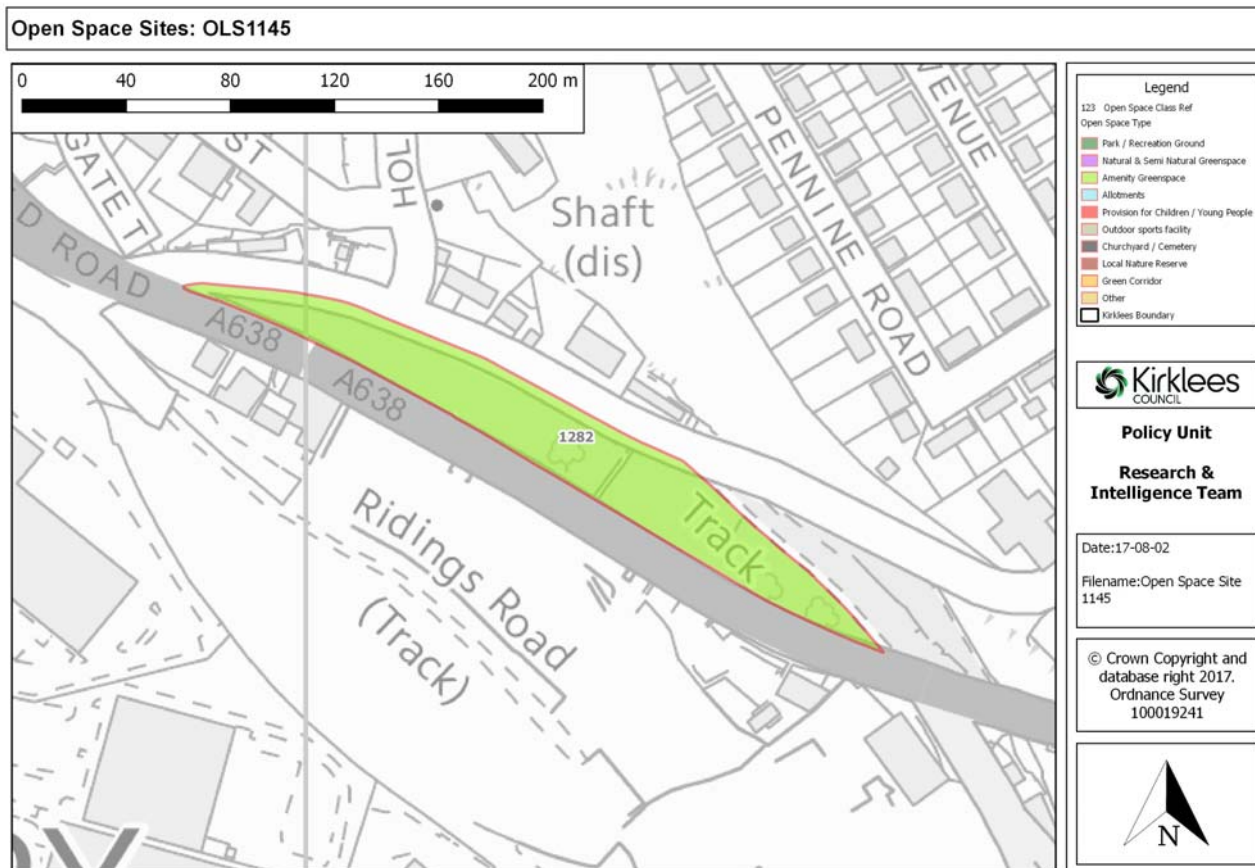 Open Space Sites: OLS1145
0 40 80 120 160 200 m
GATE T
ST
HOL
Shaft
(dis)
PENNINE ROAD
VENUE
D ROAD
A638
A638
1282
Track
Ridings Road
(Track)
Legend
123 Open Space Class Ref
Open Space Type
Park / Recreation Ground
Natural & Semi Natural Greenspace
Amenity Greenspace
Allotments
Provision for Children / Young People
Outdoor sports facility
Churchyard / Cemetery
Local Nature Reserve
Green Corridor
Other
Kirklees Boundary
Kirklees
COUNCIL
Policy Unit
Research &
Intelligence Team
Date:17-08-02
Filename:Open Space Site
1145
© Crown Copyright and
database right 2017.
Ordnance Survey
100019241
N